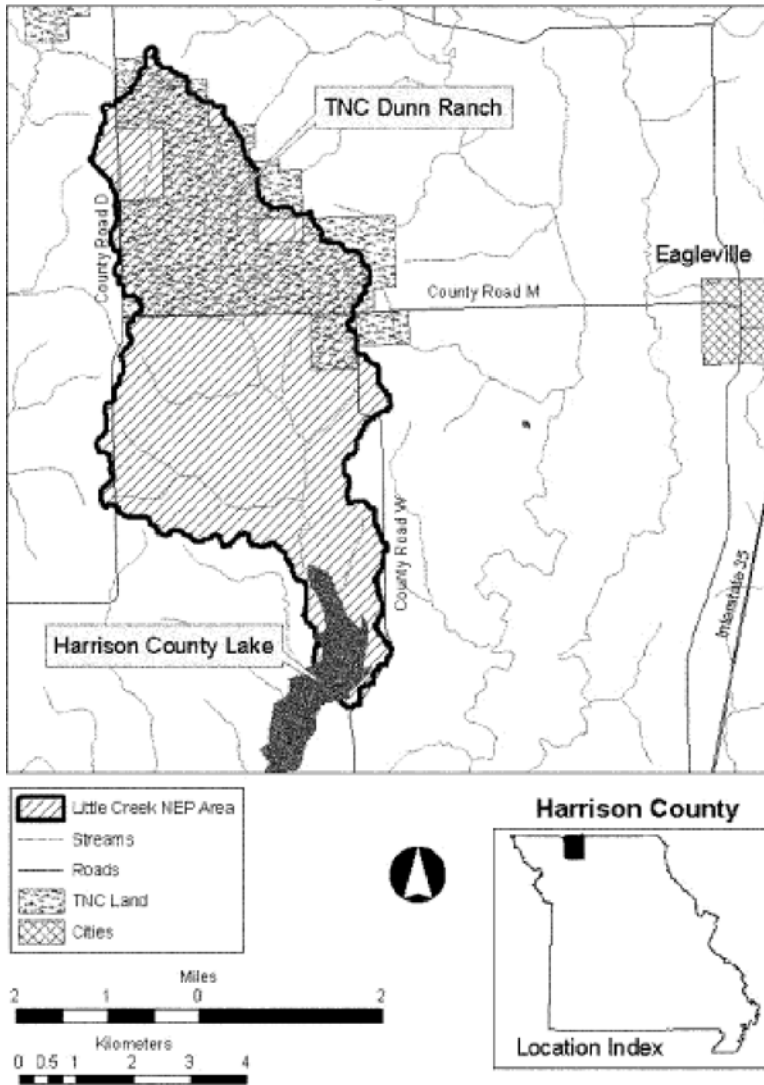 TNC Dunn Ranch
County Road D
Eagleville
County Road M
County Road W
Interstate 35
Harrison County Lake
Little Creek NEP Area
Streams
Roads
TNC Land
Cities
Harrison County
Location Index
Miles
2 1 0 2
Kilometers
0 0.5 1 2 3 4